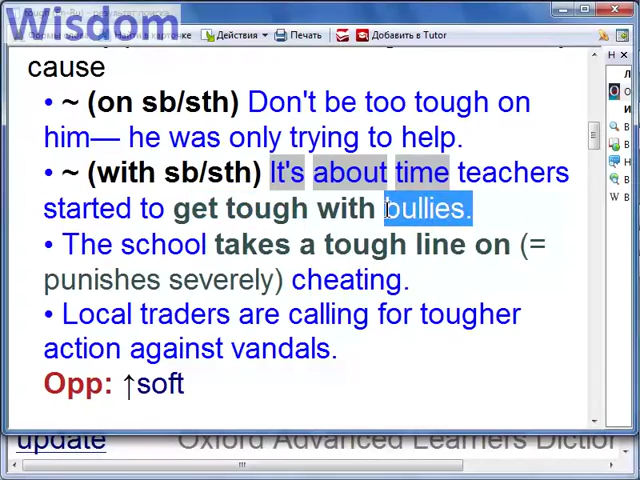 Wisdom
Действия
Печать
Добавить в Tutor
cause
• ~ (on sb/sth) Don't be too tough on
him— he was only trying to help.
• ~ (with sb/sth) It's about time teachers
started to get tough with bullies.
• The school takes a tough line on (=
punishes severely) cheating.
• Local traders are calling for tougher
action against vandals.
Opp: ↑soft
update Oxford Advanced Learners Diction